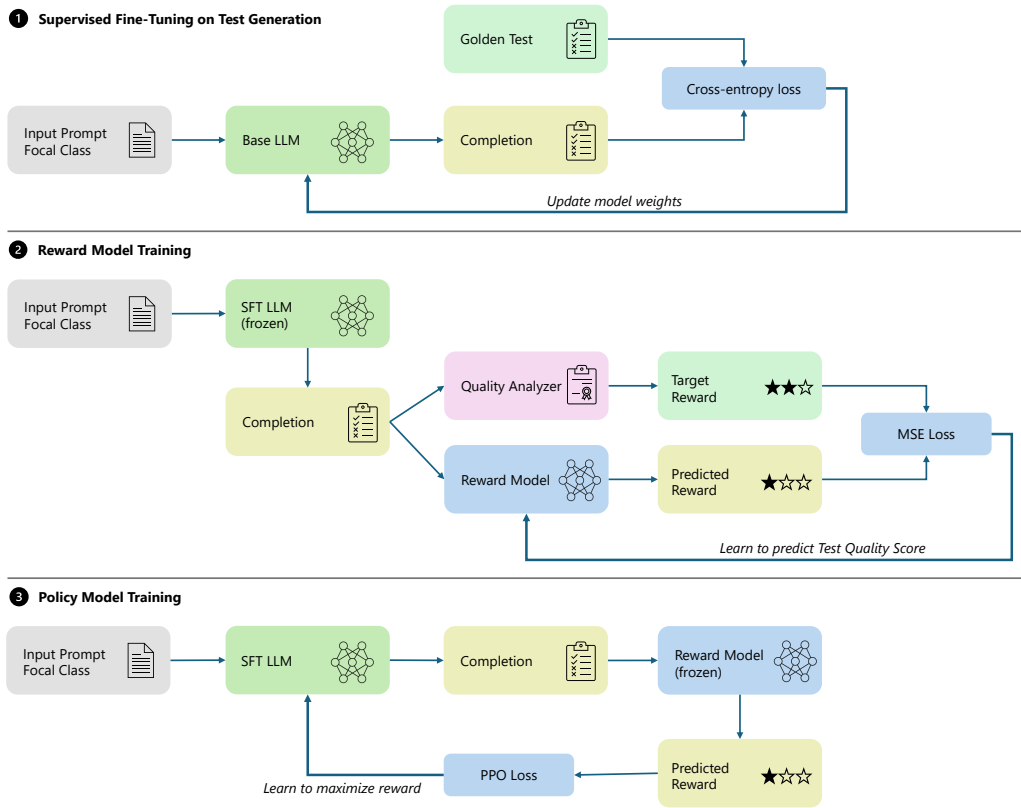 1 Supervised Fine-Tuning on Test Generation
Golden Test
Cross-entropy loss
Input Prompt
Focal Class
Base LLM
Completion
Update model weights
2 Reward Model Training
Input Prompt
Focal Class
SFT LLM
(frozen)
Completion
Quality Analyzer
Target
Reward
MSE Loss
Reward Model
Predicted
Reward
Learn to predict Test Quality Score
3 Policy Model Training
Input Prompt
Focal Class
SFT LLM
Completion
Reward Model
(frozen)
Predicted
Reward
PPO Loss
Learn to maximize reward